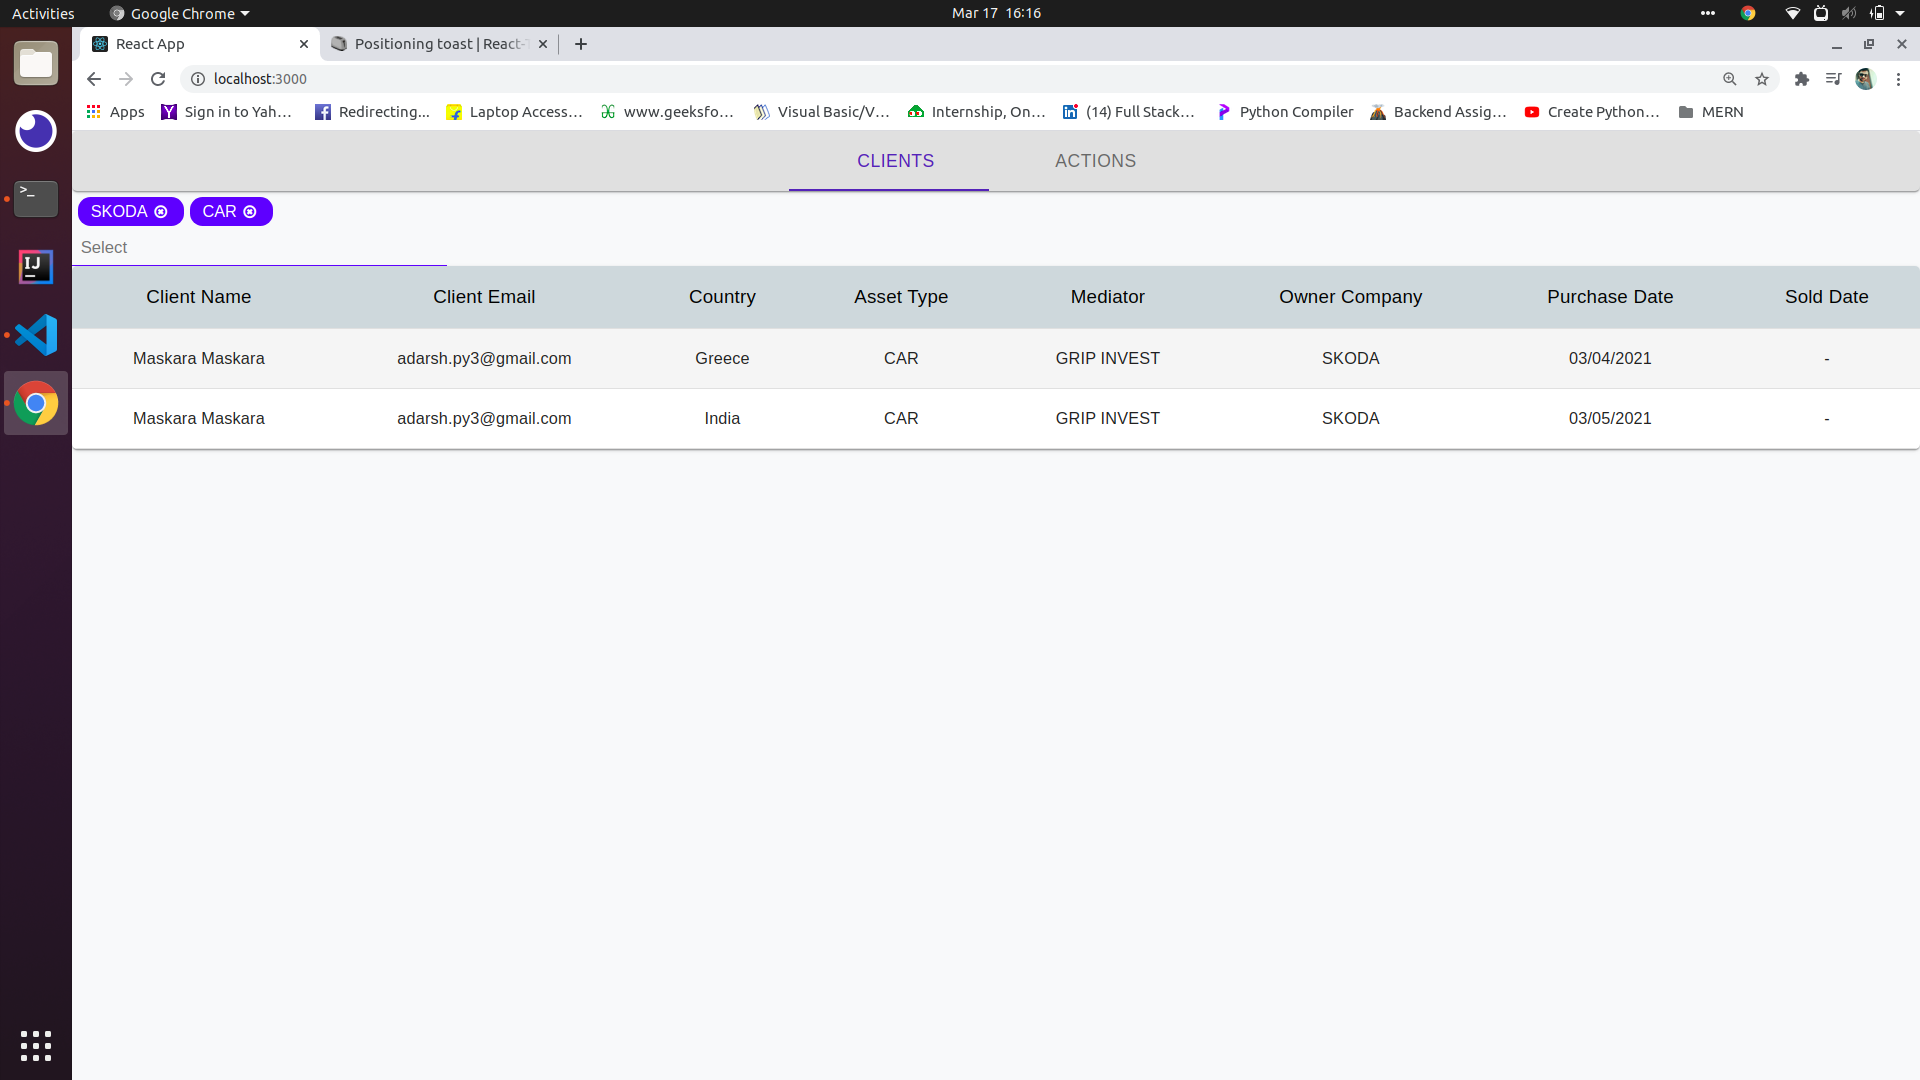 Activities Google Chrome Mar 17 16:16
React App Positioning toast | React-
localhost:3000
Apps Sign in to Yah... Redirecting... Laptop Access... www.geeksfo... Visual Basic/V... Internship, On... (14) Full Stack... Python Compiler Backend Assig... Create Python... MERN
CLIENTS ACTIONS
SKODA CAR
Select
Client Name Client Email Country Asset Type Mediator Owner Company Purchase Date Sold Date
Maskara Maskara adarsh.py3@gmail.com Greece CAR GRIP INVEST SKODA 03/04/2021 -
Maskara Maskara adarsh.py3@gmail.com India CAR GRIP INVEST SKODA 03/05/2021 -